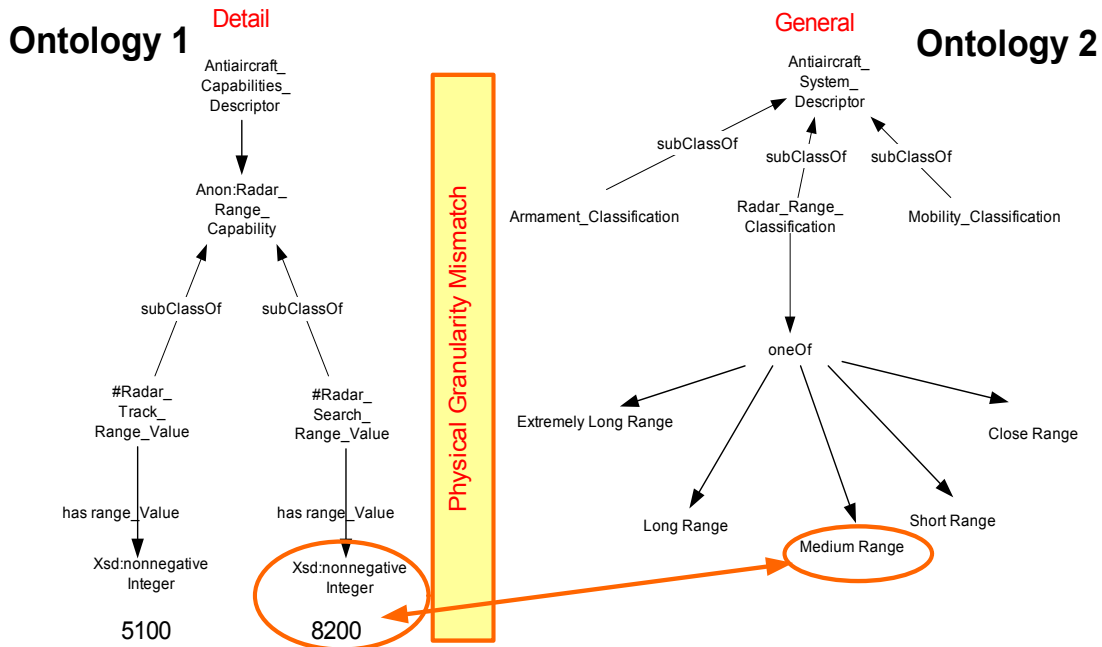 Ontology 1
Detail
Antiaircraft_
Capabilities_
Descriptor
Anon:Radar_
Range_
Capability
subClassOf
subClassOf
#Radar_
Track_
Range_Value
#Radar_
Search_
Range_Value
has range_Value
has range_Value
Xsd:nonnegative
Integer
Xsd:nonnegative
Integer
5100
8200
Physical Granularity Mismatch
General
Ontology 2
Antiaircraft_
System_
Descriptor
subClassOf
subClassOf
subClassOf
Armament_Classification
Radar_Range_
Classification
Mobility_Classification
oneOf
Extremely Long Range
Close Range
Long Range
Short Range
Medium Range